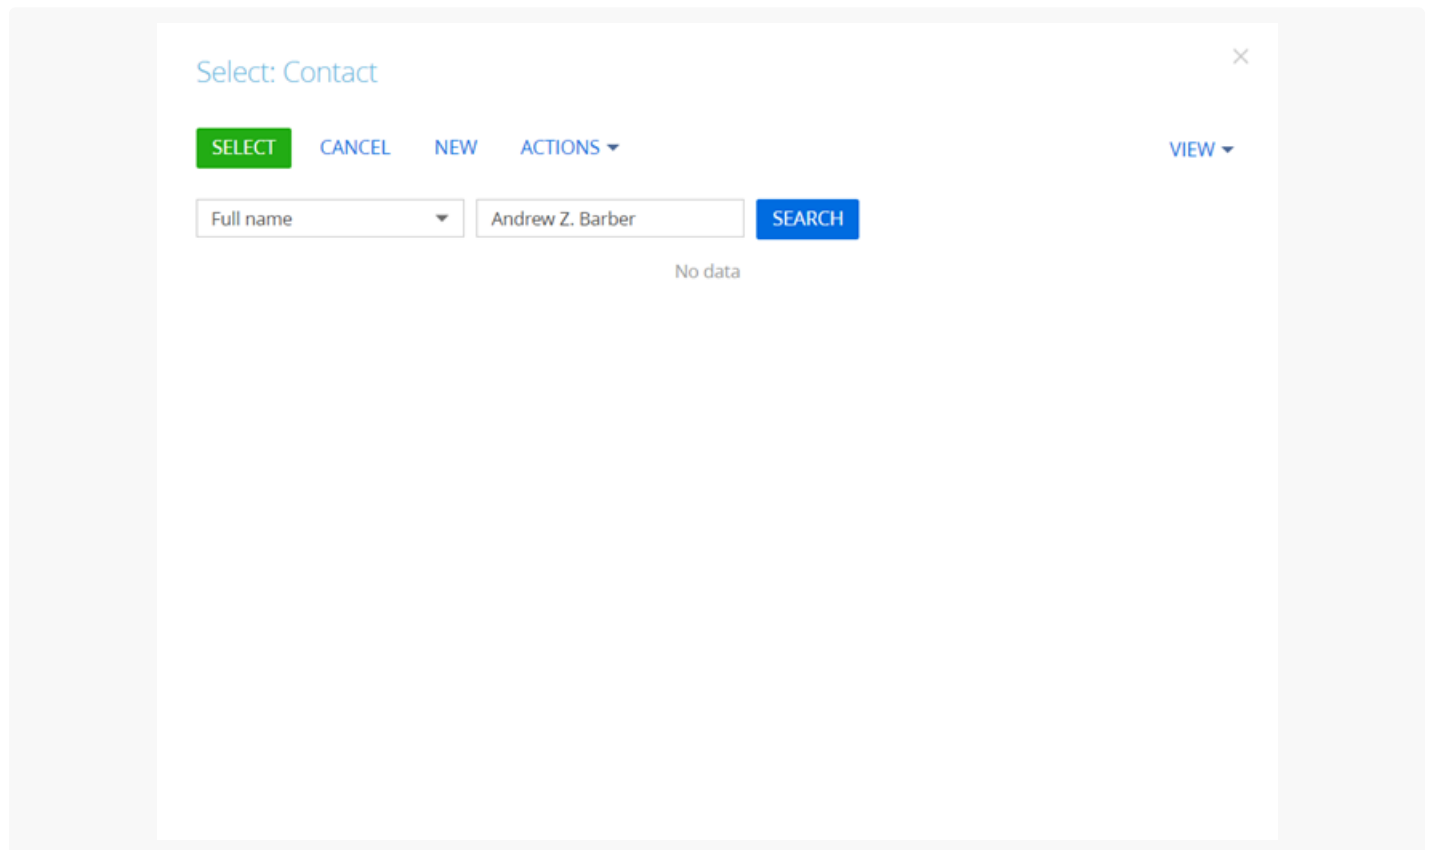 Select: Contact
SELECT CANCEL NEW ACTIONS VIEW
Full name Andrew Z. Barber SEARCH
No data